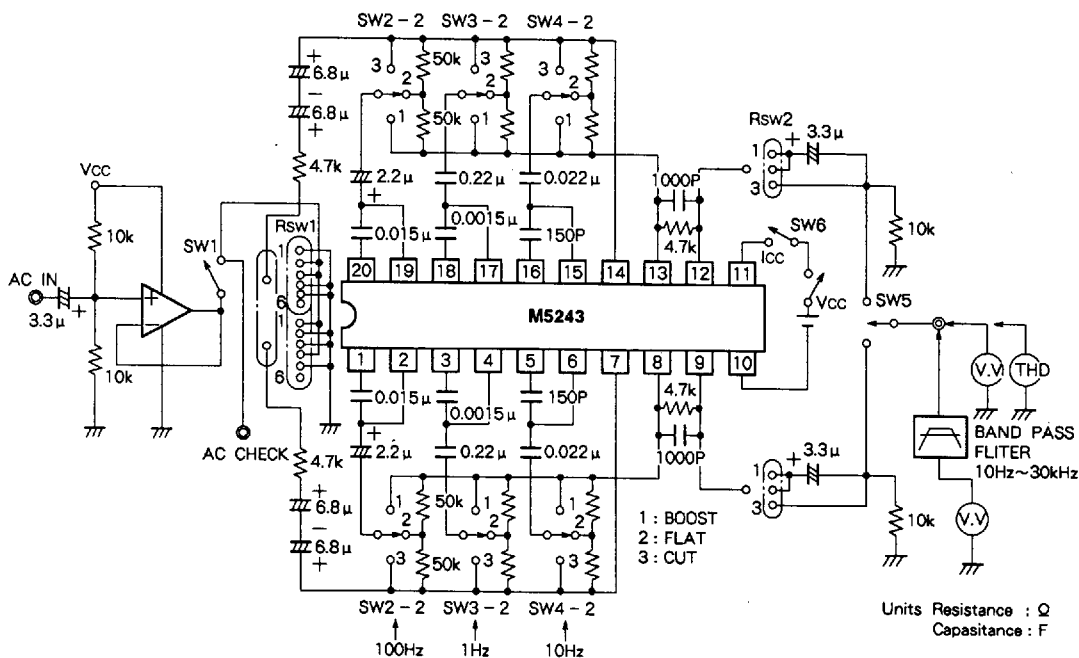 SW2-2 SW3-2 SW4-2
3 50k 3 3
+ 6.8μ
2 2 2
−
6.8μ
+
50k
1 1 1
Rsw2
1
+ 3.3μ
3
4.7k
2.2μ
+
0.22μ
0.022μ
1000P
Vcc
Rsw1
0.015μ
0.0015μ
150P
4.7k
10k
10k
SW1
1
6
1
6
SW6
Icc
Vcc
SW5
AC IN
3.3μ
+
+
−
20 19 18 17 16 15 14 13 12 11
M5243
1 2 3 4 5 6 7 8 9 10
10k
V.V
THD
0.015μ
0.0015μ
150P
4.7k
AC CHECK
4.7k
+
2.2μ
0.22μ
0.022μ
1000P
BAND PASS
FLITER
10Hz~30kHz
+ 3.3μ
1
3
+
6.8μ
−
6.8μ
+
1 1 1
2 2 2
3 50k 3 3
1 : BOOST
2 : FLAT
3 : CUT
10k
V.V
SW2-2 SW3-2 SW4-2
100Hz 1Hz 10Hz
Units Resistance : Ω
Capasitance : F